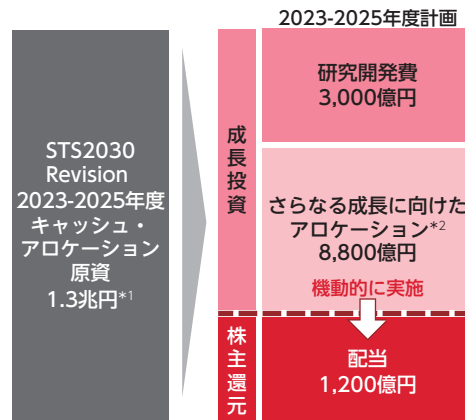 2023-2025年度計画
STS2030
Revision
2023-2025年度
キャッシュ・
アロケーション
原資
1.3兆円*1
成長投資
研究開発費
3,000億円
さらなる成長に向けた
アロケーション*2
8,800億円
機動的に実施
株主還元
配当
1,200億円